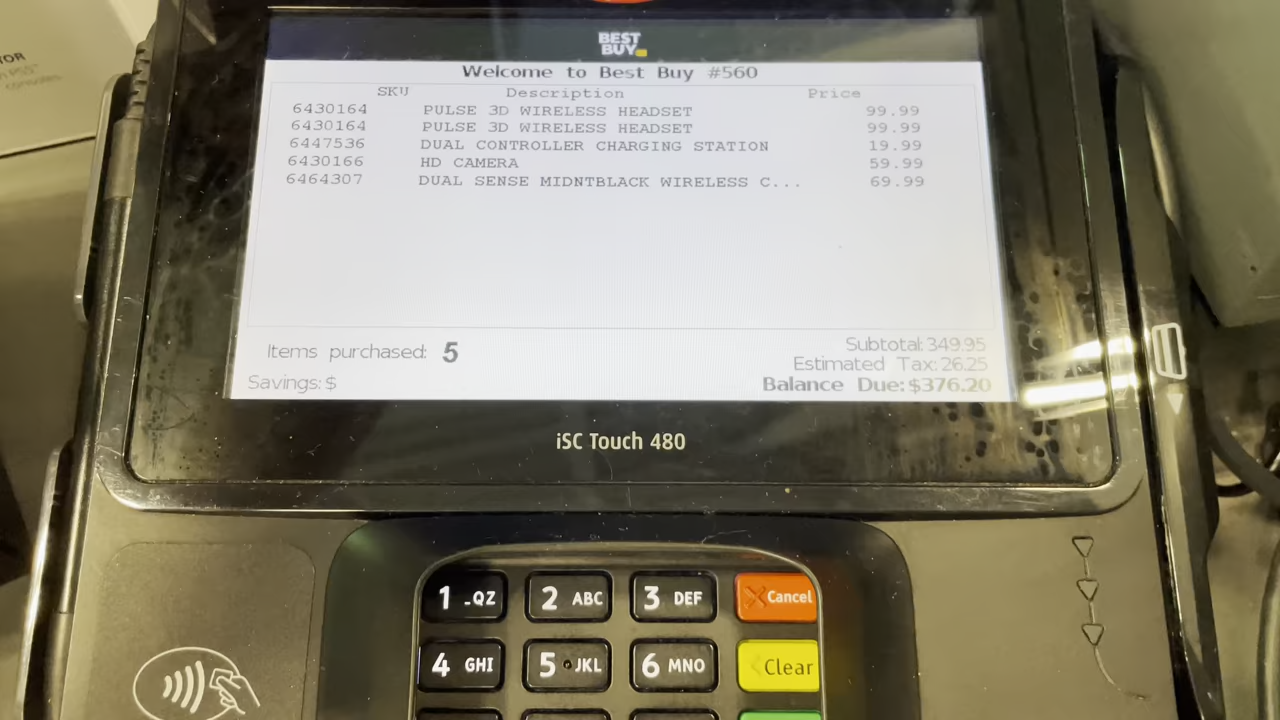 BEST
BUY
Welcome to Best Buy #560
SKU Description Price
6430164 PULSE 3D WIRELESS HEADSET 99.99
6430164 PULSE 3D WIRELESS HEADSET 99.99
6447536 DUAL CONTROLLER CHARGING STATION 19.99
6430166 HD CAMERA 59.99
6464307 DUAL SENSE MIDNTBLACK WIRELESS C... 69.99
Items purchased: 5
Subtotal: 349.95
Estimated Tax: 26.25
Savings: $
Balance Due: $376.20
iSC Touch 480
1 -QZ 2 ABC 3 DEF Cancel
4 GHI 5 JKL 6 MNO Clear